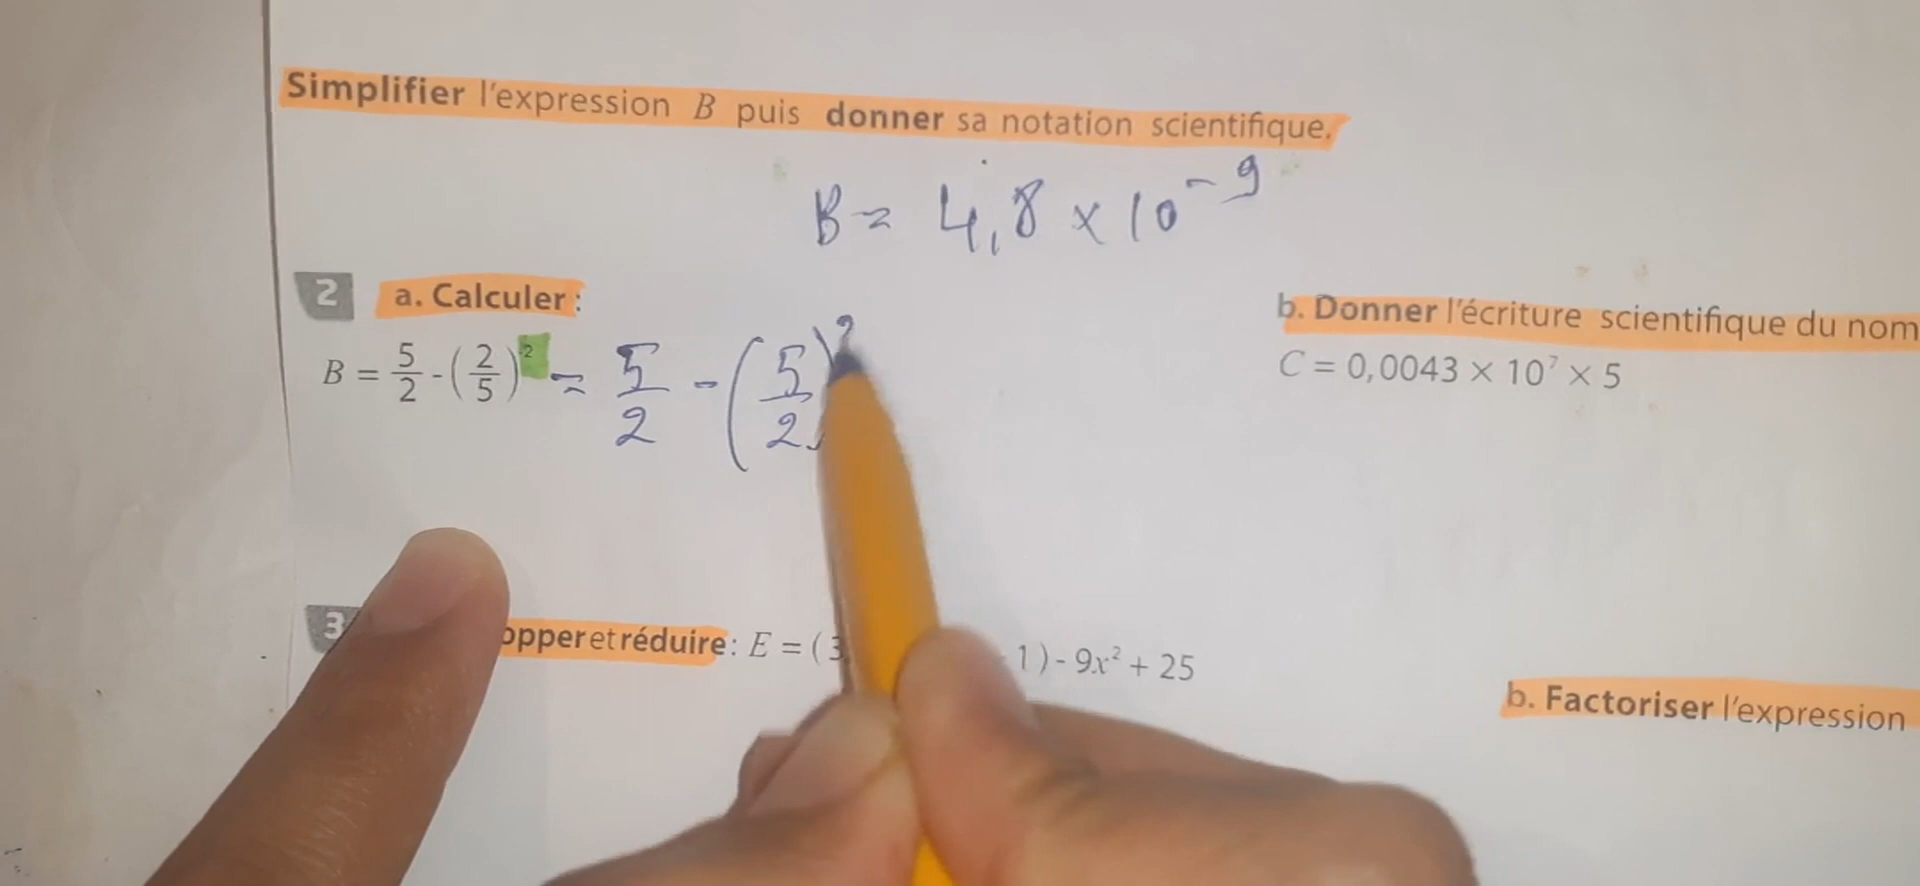 Simplifier l'expression B puis donner sa notation scientifique.
B = 4,8 × 10⁻⁹
2 a. Calculer :
B = 5/2 - (2/5)⁻² = 5/2 - (5/2)²
b. Donner l'écriture scientifique du nom
C = 0,0043 × 10⁷ × 5
3 opper et réduire : E = (3 1) - 9x² + 25
b. Factoriser l'expression